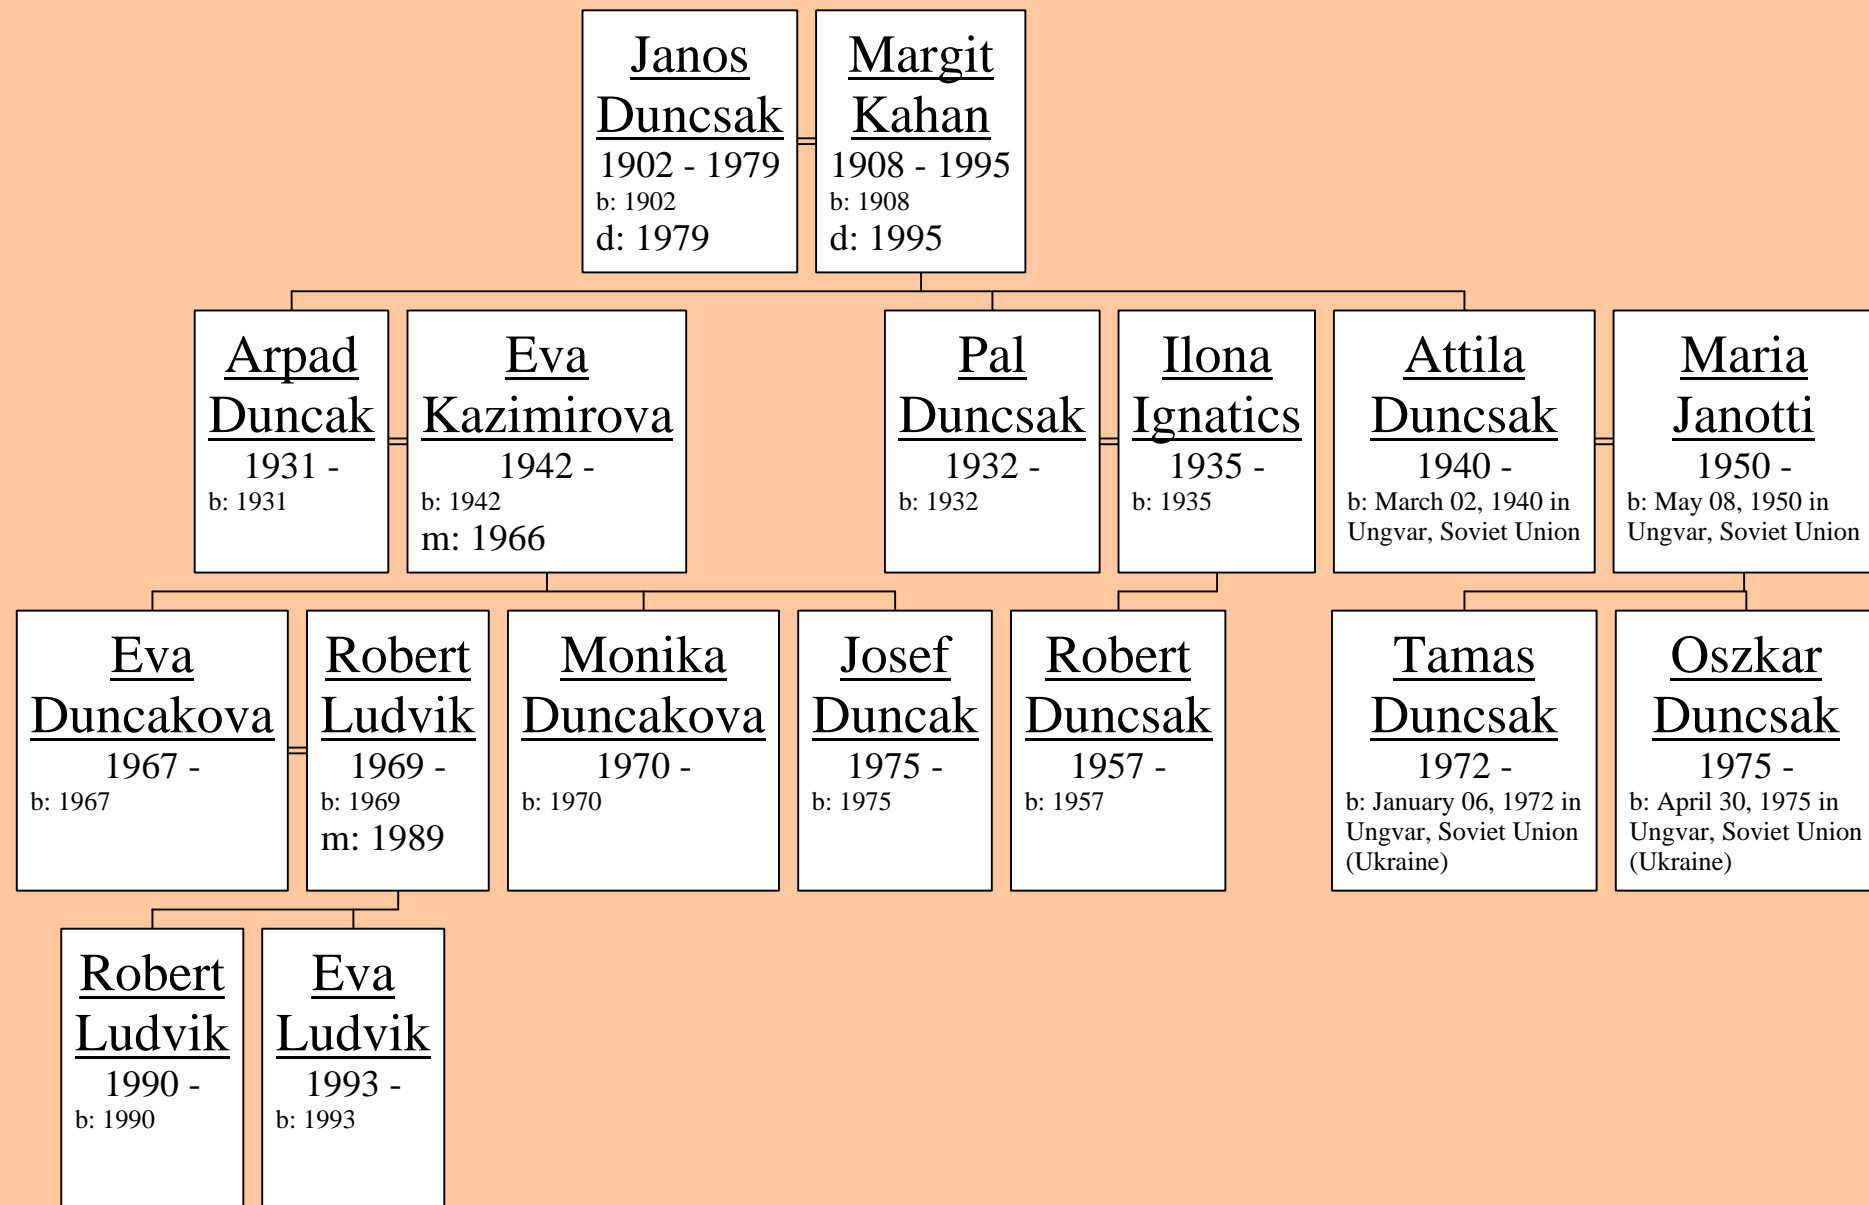 Janos
Duncsak
1902 - 1979
b: 1902
d: 1979
Margit
Kahan
1908 - 1995
b: 1908
d: 1995
Arpad
Duncak
1931 -
b: 1931
Eva
Kazimirova
1942 -
b: 1942
m: 1966
Pal
Duncsak
1932 -
b: 1932
Ilona
Ignatics
1935 -
b: 1935
Attila
Duncsak
1940 -
b: March 02, 1940 in
Ungvar, Soviet Union
Maria
Janotti
1950 -
b: May 08, 1950 in
Ungvar, Soviet Union
Eva
Duncakova
1967 -
b: 1967
Robert
Ludvik
1969 -
b: 1969
m: 1989
Monika
Duncakova
1970 -
b: 1970
Josef
Duncak
1975 -
b: 1975
Robert
Duncsak
1957 -
b: 1957
Tamas
Duncsak
1972 -
b: January 06, 1972 in
Ungvar, Soviet Union
(Ukraine)
Oszkar
Duncsak
1975 -
b: April 30, 1975 in
Ungvar, Soviet Union
(Ukraine)
Robert
Ludvik
1990 -
b: 1990
Eva
Ludvik
1993 -
b: 1993